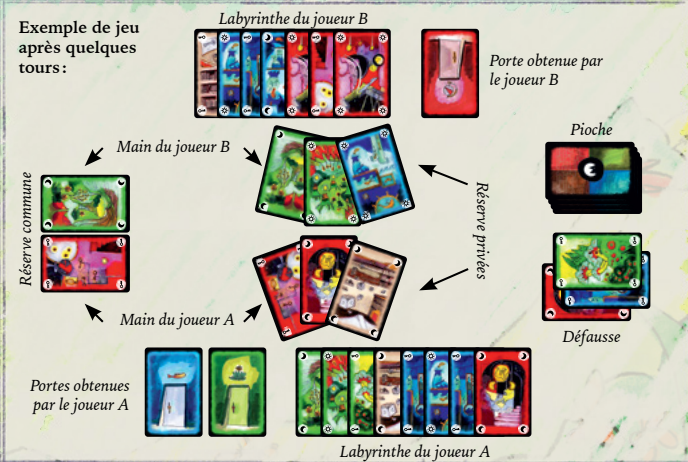 Exemple de jeu
après quelques
tours :
Labyrinthe du joueur B
Porte obtenue par
le joueur B
Pioche
Main du joueur B
Réserve commune
Réserve privées
Main du joueur A
Défausse
Portes obtenues
par le joueur A
Labyrinthe du joueur A